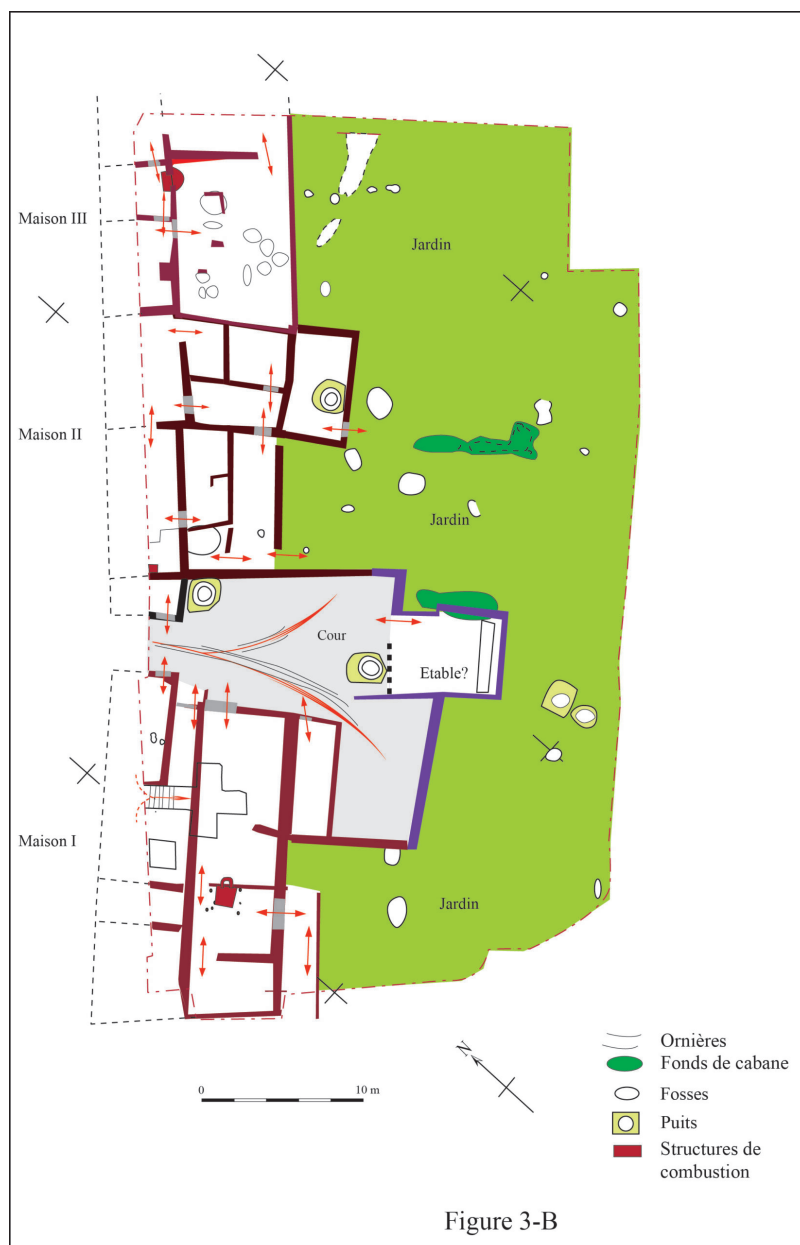 Maison III
Jardin
Maison II
Jardin
Cour
Etable?
Maison I
Jardin
N
0 10 m
Ornières
Fonds de cabane
Fosses
Puits
Structures de
combustion
Figure 3-B